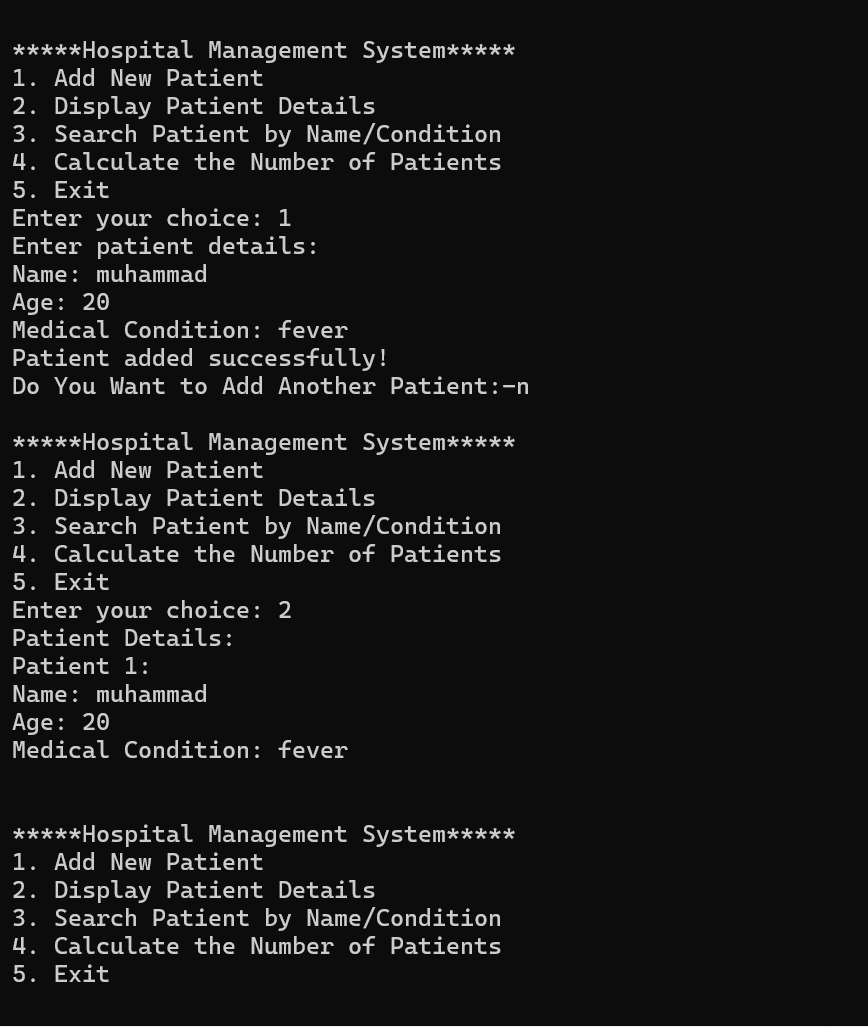 *****Hospital Management System*****
1. Add New Patient
2. Display Patient Details
3. Search Patient by Name/Condition
4. Calculate the Number of Patients
5. Exit
Enter your choice: 1
Enter patient details:
Name: muhammad
Age: 20
Medical Condition: fever
Patient added successfully!
Do You Want to Add Another Patient:-n
*****Hospital Management System*****
1. Add New Patient
2. Display Patient Details
3. Search Patient by Name/Condition
4. Calculate the Number of Patients
5. Exit
Enter your choice: 2
Patient Details:
Patient 1:
Name: muhammad
Age: 20
Medical Condition: fever
*****Hospital Management System*****
1. Add New Patient
2. Display Patient Details
3. Search Patient by Name/Condition
4. Calculate the Number of Patients
5. Exit